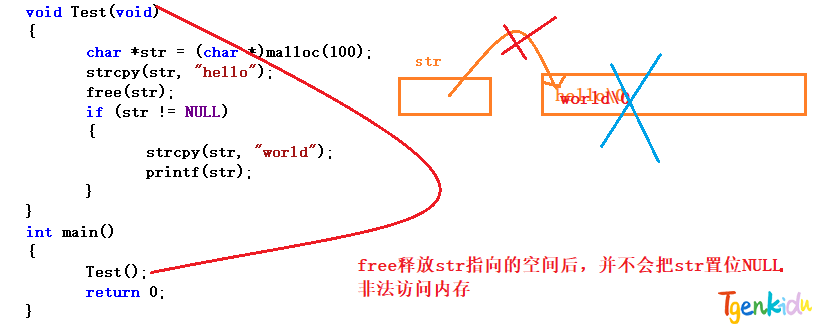 void Test(void)
{
char *str = (char *)malloc(100);
strcpy(str, "hello");
free(str);
if (str != NULL)
{
strcpy(str, "world");
printf(str);
}
}
int main()
{
Test();
return 0;
}
str
hello\0
world\0
free释放str指向的空间后，并不会把str置位NULL.
非法访问内存
Tgenkidu